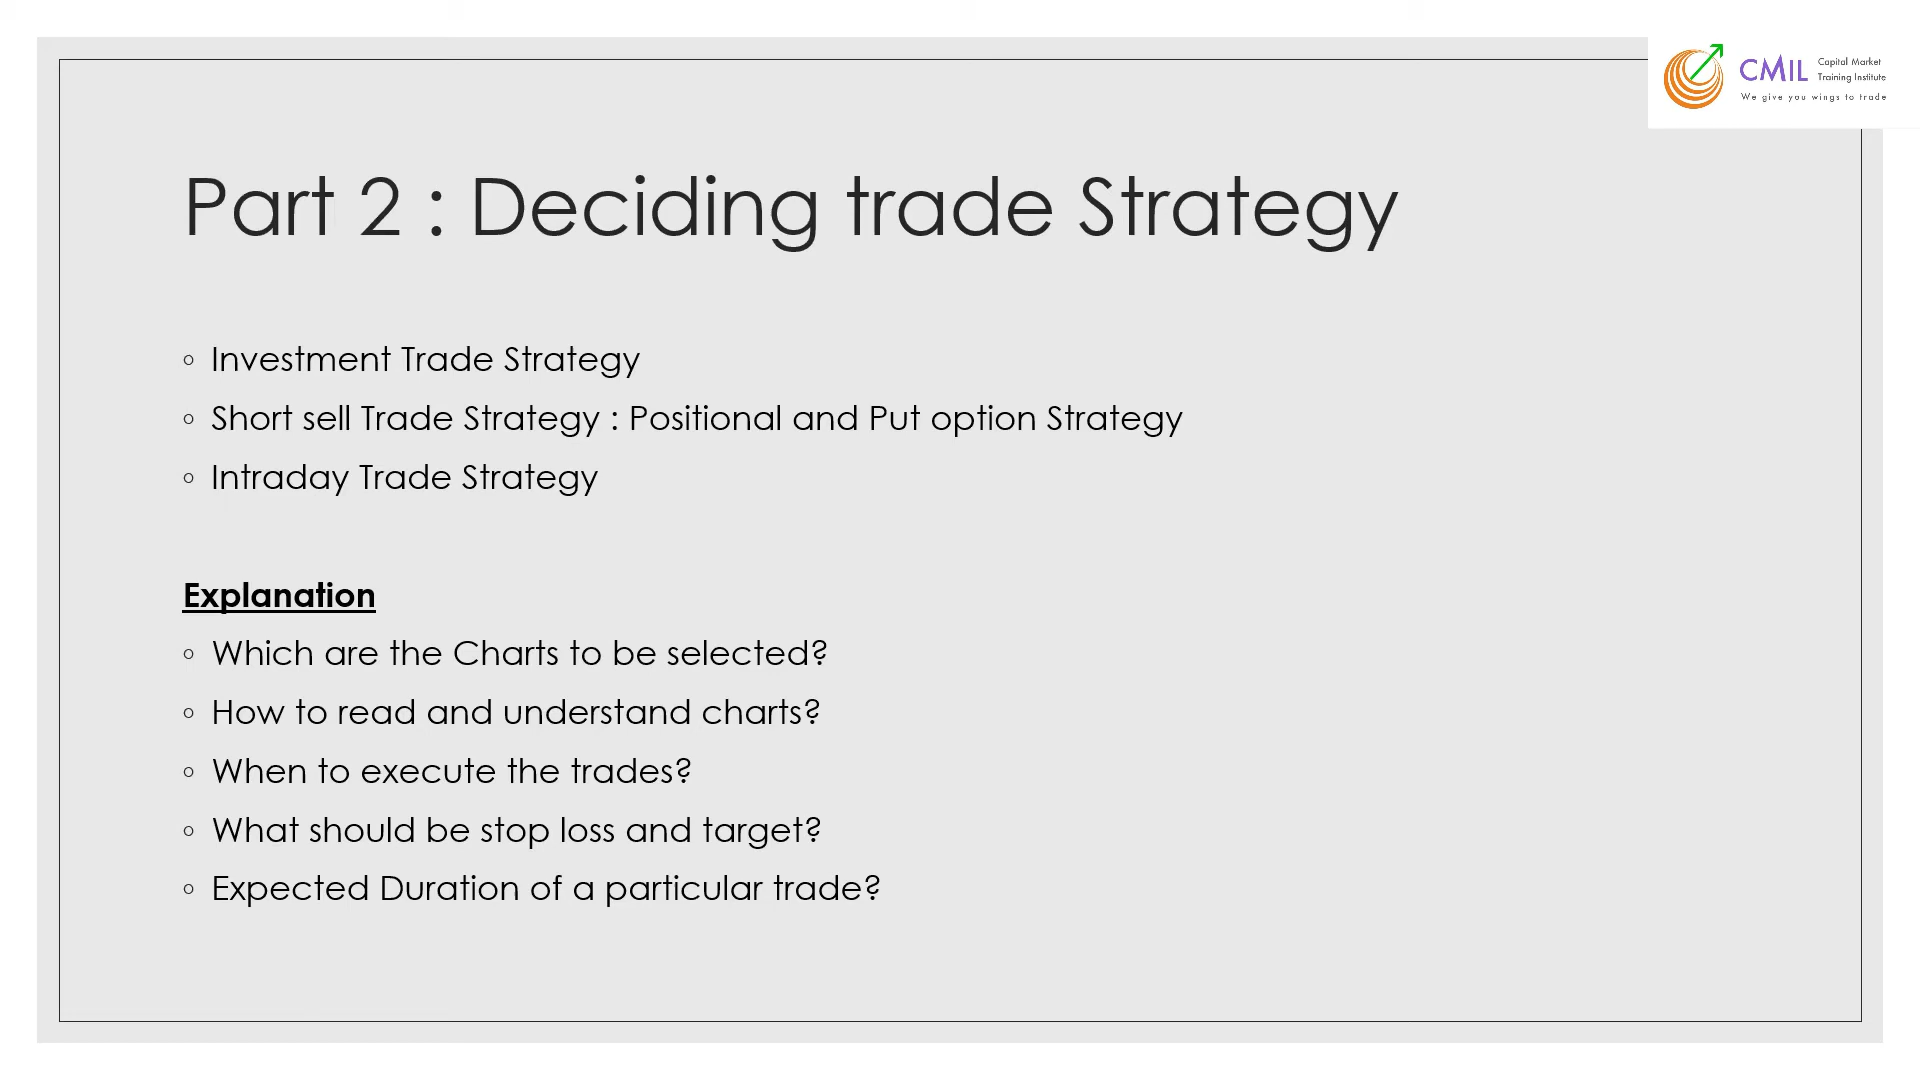 CMIL Capital Market
Training Institute
We give you wings to trade
Part 2 : Deciding trade Strategy
◦ Investment Trade Strategy
◦ Short sell Trade Strategy : Positional and Put option Strategy
◦ Intraday Trade Strategy
Explanation
◦ Which are the Charts to be selected?
◦ How to read and understand charts?
◦ When to execute the trades?
◦ What should be stop loss and target?
◦ Expected Duration of a particular trade?